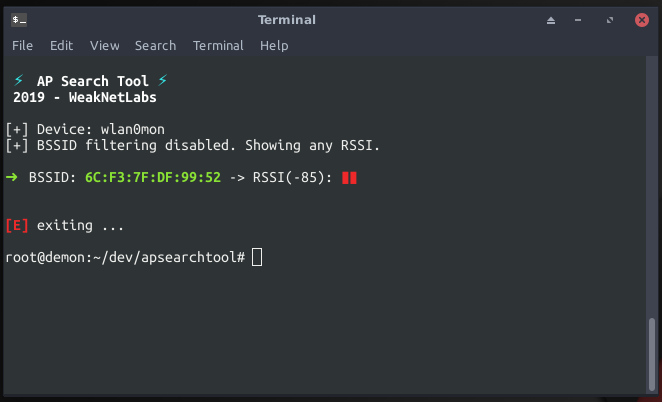 $_
Terminal
File Edit View Search Terminal Help
⚡ AP Search Tool ⚡
2019 - WeakNetLabs
[+] Device: wlan0mon
[+] BSSID filtering disabled. Showing any RSSI.
➜ BSSID: 6C:F3:7F:DF:99:52 -> RSSI(-85): ▮▮
[E] exiting ...
root@demon:~/dev/apsearchtool#